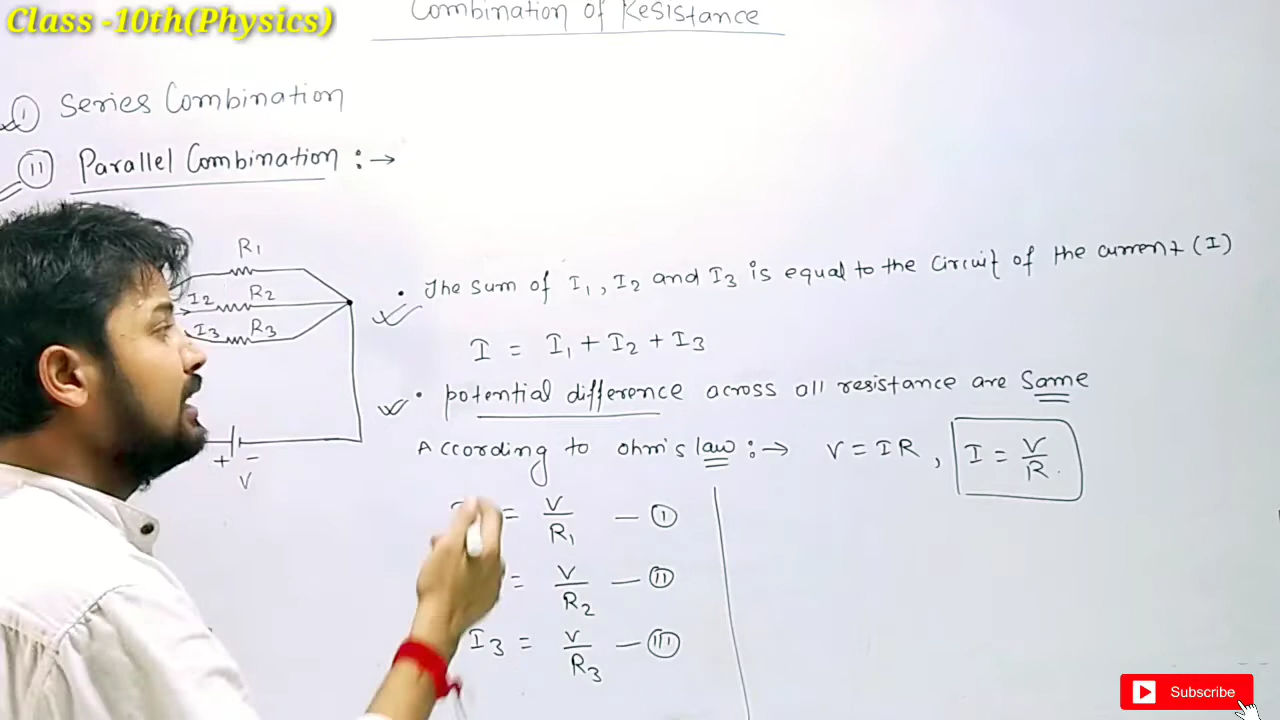 Class -10th(Physics)
Combination of Resistance
I Series Combination
II Parallel Combination :→
R1
I2 R2
I3 R3
+ −
V
• The sum of I1, I2 and I3 is equal to the circuit of the current (I)
I = I1 + I2 + I3
• potential difference across all resistance are Same
According to ohm's law :→ V = IR , I = V/R.
= V/R1 — I
= V/R2 — II
I3 = V/R3 — III
Subscribe